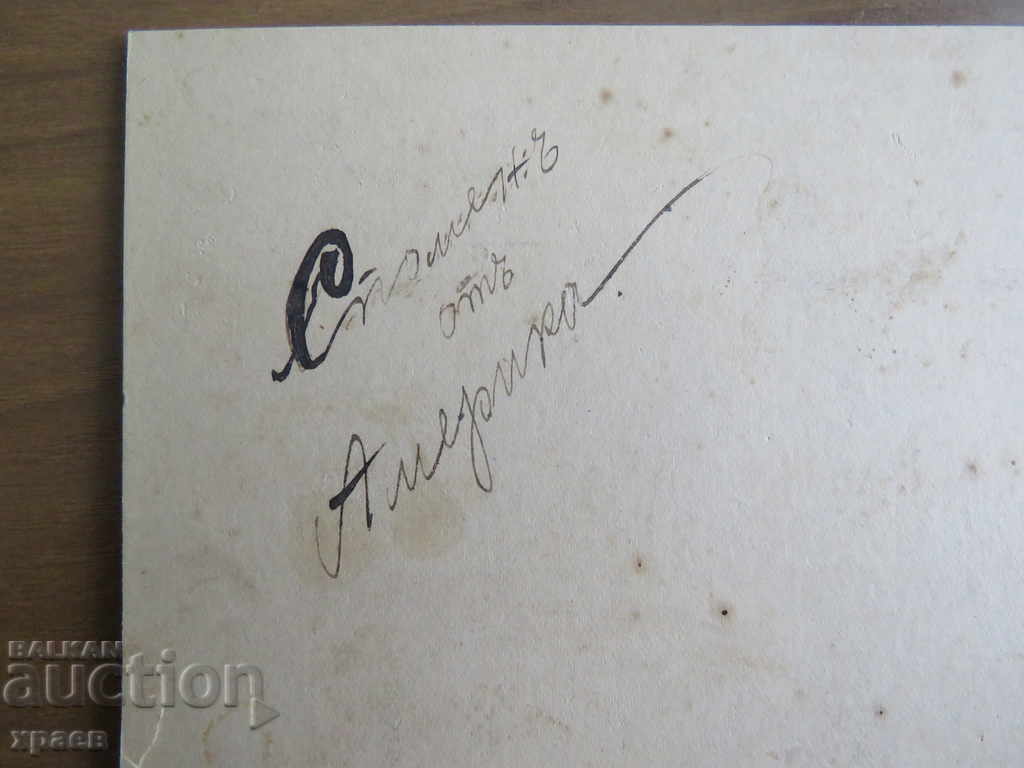 Споменъ
отъ
Америка.
BALKAN
auction
храев